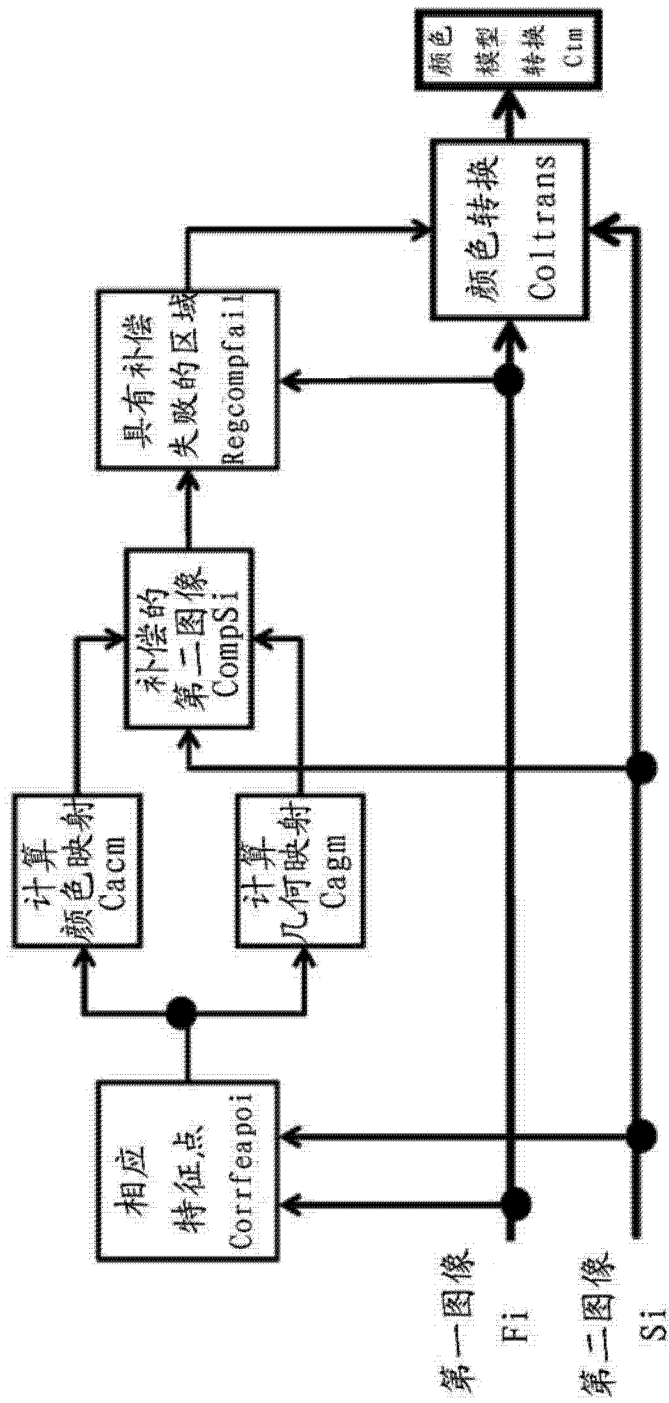 相应
特征点
Corrfeapoi
计算
颜色映射
Cacm
计算
几何映射
Cagm
补偿的
第二图像
CompSi
具有补偿
失败的区域
Regcompfail
颜色转换
Coltrans
颜色
模型
转换
Ctm
第一图像
Fi
第二图像
Si